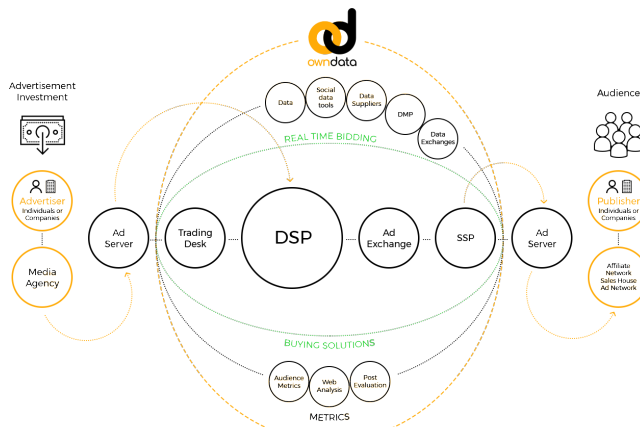 owndata
Advertisement
Investment
Audience
Data
Social
data
tools
Data
Suppliers
DMP
Data
Exchanges
REAL TIME BIDDING
Advertiser
Individuals or
Companies
Media
Agency
Ad
Server
Trading
Desk
DSP
Ad
Exchange
SSP
Ad
Server
Publisher
Individuals or
Companies
Affiliate
Network
Sales House
Ad Network
BUYING SOLUTIONS
Audience
Metrics
Web
Analysis
Post
Evaluation
METRICS